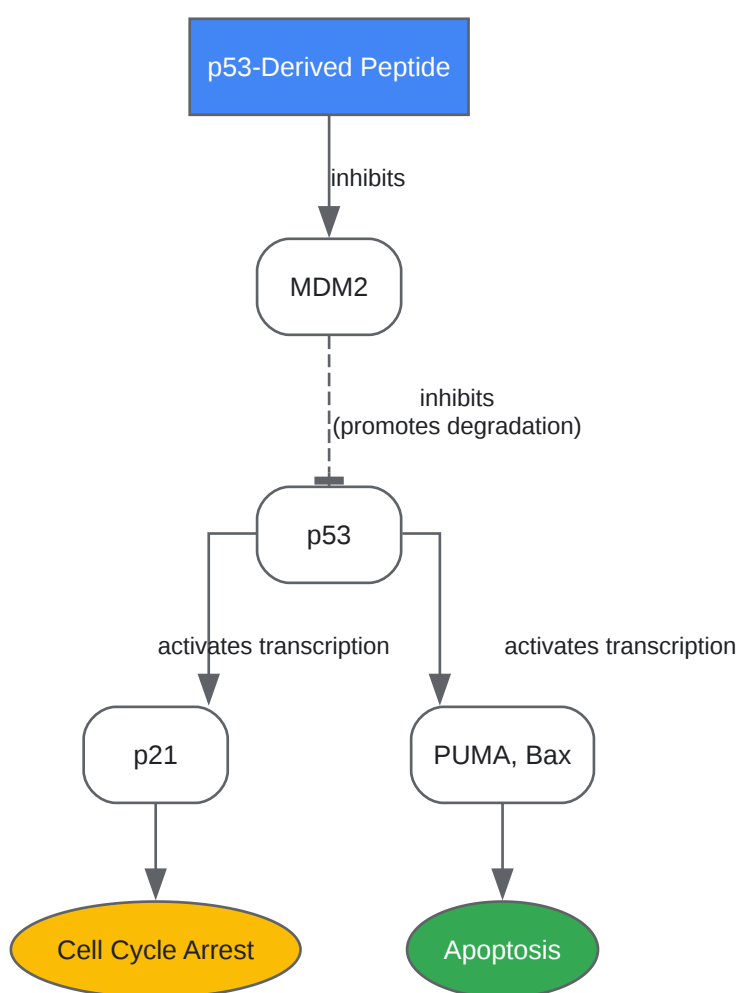 p53-Derived Peptide
inhibits
MDM2
inhibits
(promotes degradation)
p53
activates transcription
activates transcription
p21
PUMA, Bax
Cell Cycle Arrest
Apoptosis